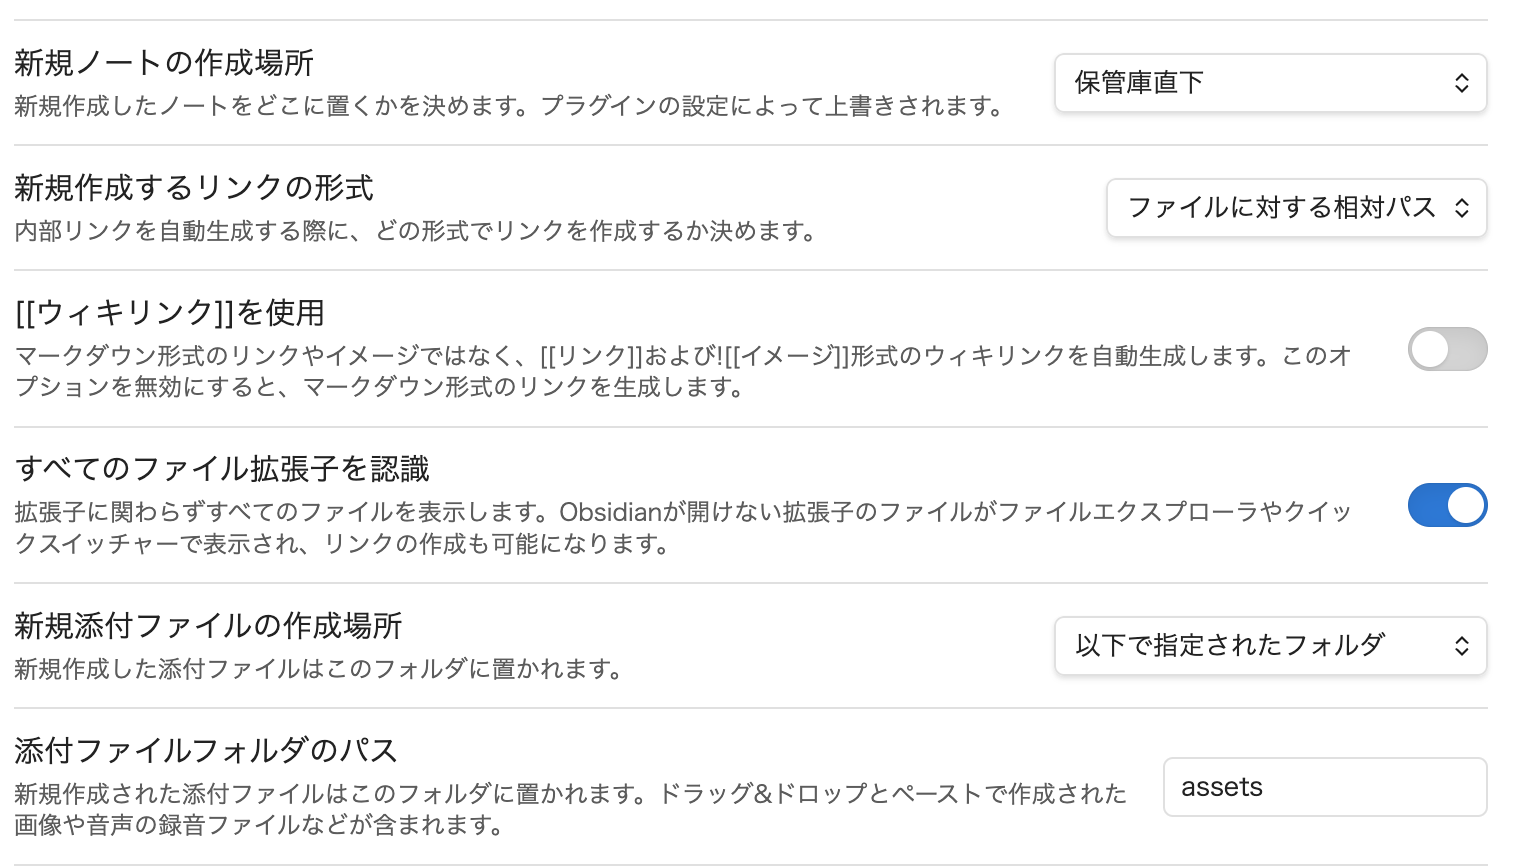 新規ノートの作成場所
新規作成したノートをどこに置くかを決めます。プラグインの設定によって上書きされます。
保管庫直下
新規作成するリンクの形式
内部リンクを自動生成する際に、どの形式でリンクを作成するか決めます。
ファイルに対する相対パス
[[ウィキリンク]]を使用
マークダウン形式のリンクやイメージではなく、[[リンク]]および![[イメージ]]形式のウィキリンクを自動生成します。このオ
プションを無効にすると、マークダウン形式のリンクを生成します。
すべてのファイル拡張子を認識
拡張子に関わらずすべてのファイルを表示します。Obsidianが開けない拡張子のファイルがファイルエクスプローラやクイッ
クスイッチャーで表示され、リンクの作成も可能になります。
新規添付ファイルの作成場所
新規作成した添付ファイルはこのフォルダに置かれます。
以下で指定されたフォルダ
添付ファイルフォルダのパス
新規作成された添付ファイルはこのフォルダに置かれます。ドラッグ&ドロップとペーストで作成された
画像や音声の録音ファイルなどが含まれます。
assets